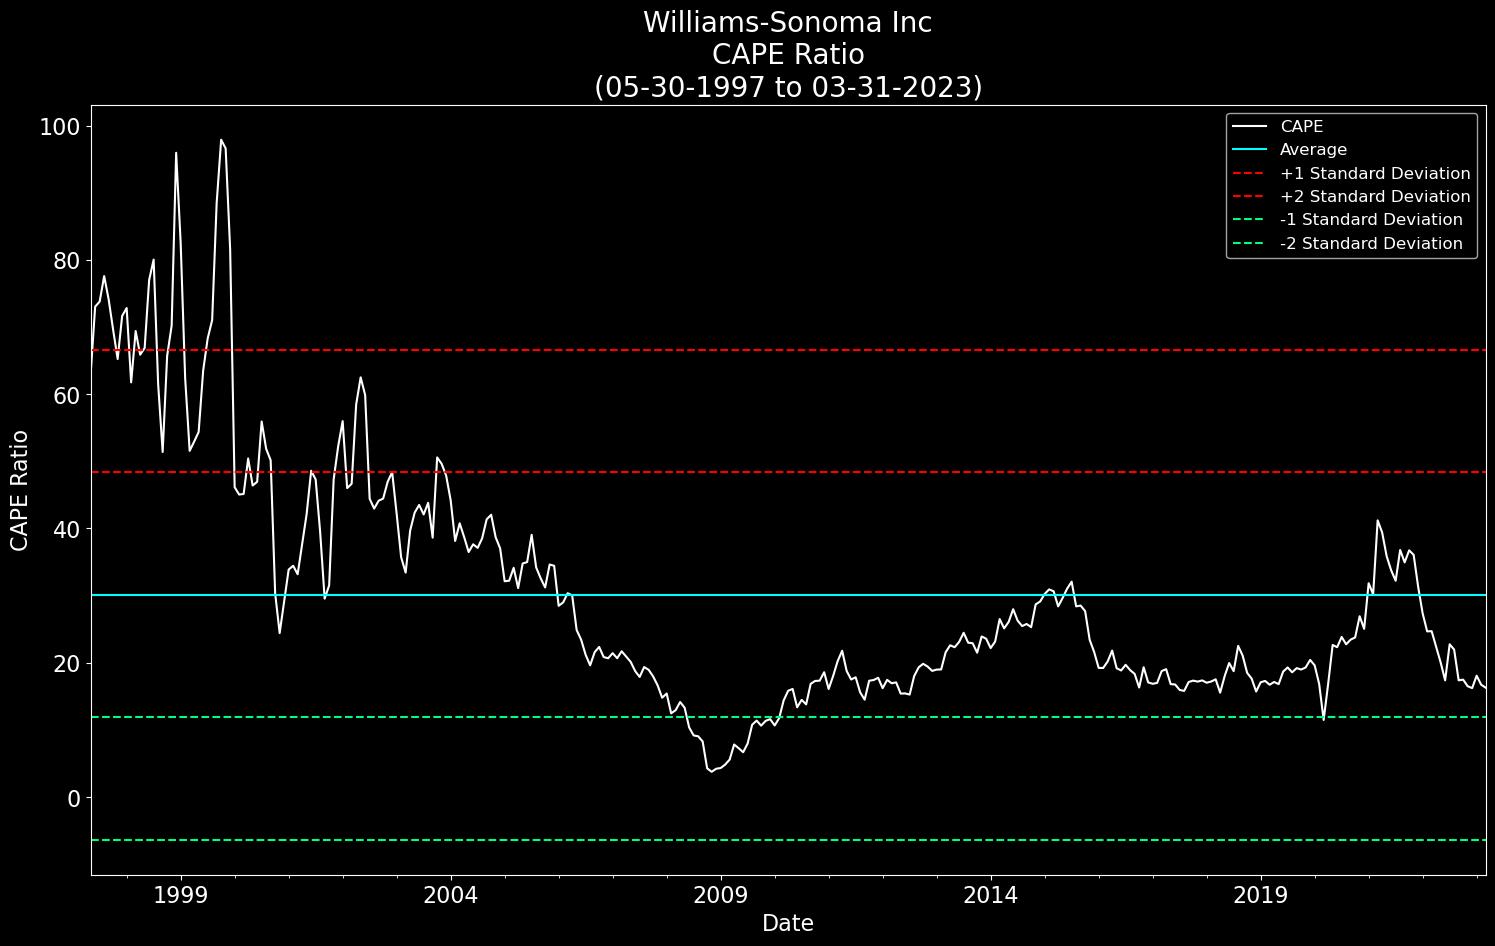 Williams-Sonoma Inc
CAPE Ratio
(05-30-1997 to 03-31-2023)
CAPE
Average
+1 Standard Deviation
+2 Standard Deviation
-1 Standard Deviation
-2 Standard Deviation
100
80
60
40
20
0
CAPE Ratio
1999 2004 2009 2014 2019
Date